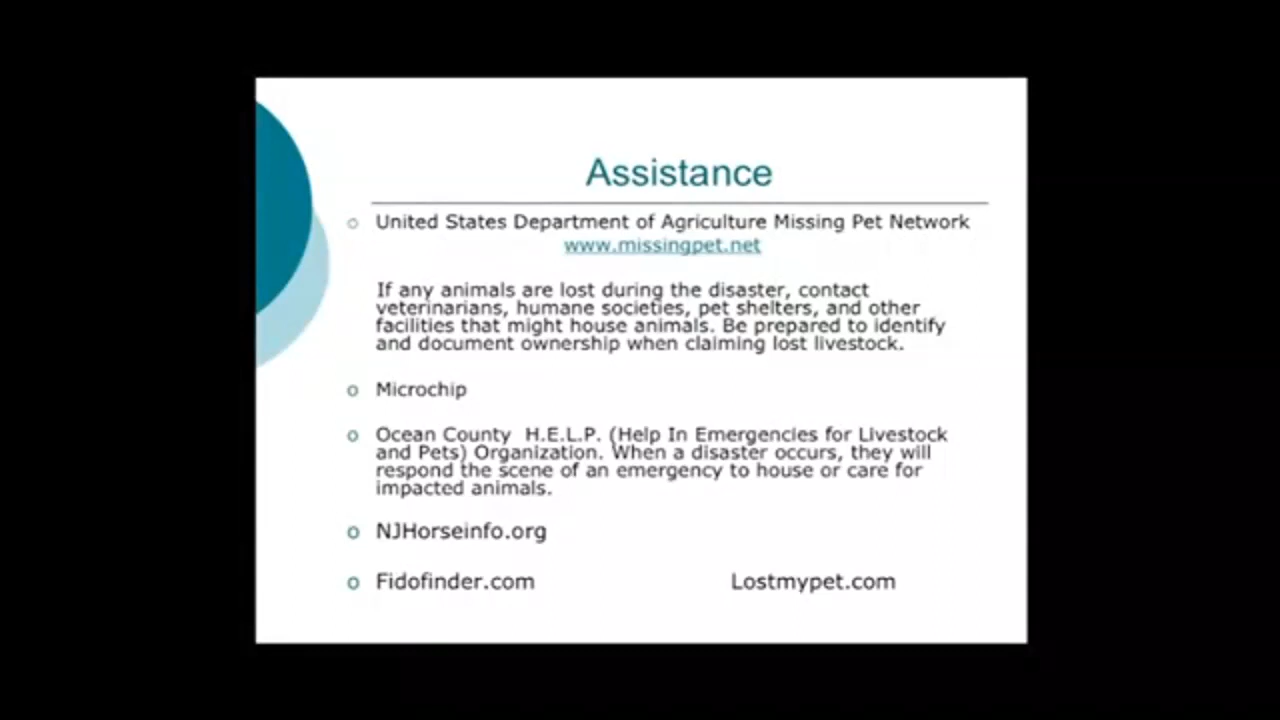 Assistance
United States Department of Agriculture Missing Pet Network
www.missingpet.net
If any animals are lost during the disaster, contact
veterinarians, humane societies, pet shelters, and other
facilities that might house animals. Be prepared to identify
and document ownership when claiming lost livestock.
Microchip
Ocean County H.E.L.P. (Help In Emergencies for Livestock
and Pets) Organization. When a disaster occurs, they will
respond the scene of an emergency to house or care for
impacted animals.
NJHorseinfo.org
Fidofinder.com Lostmypet.com